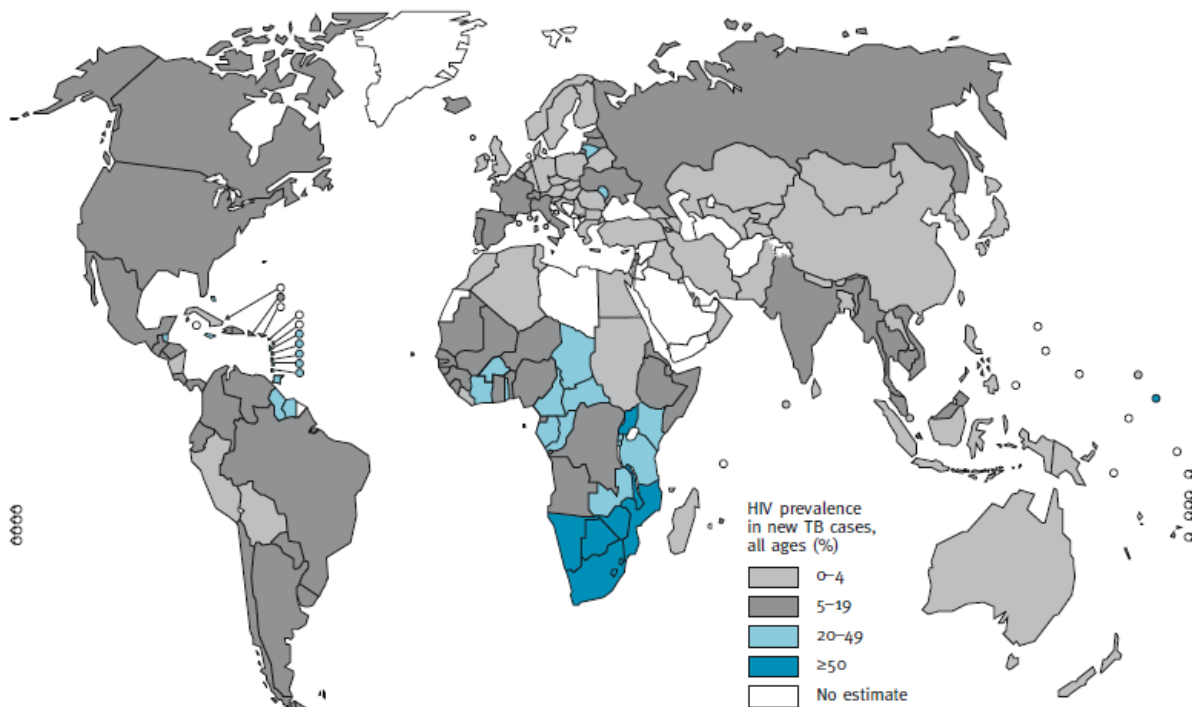 HIV prevalence
in new TB cases,
all ages (%)
0–4
5–19
20–49
≥50
No estimate